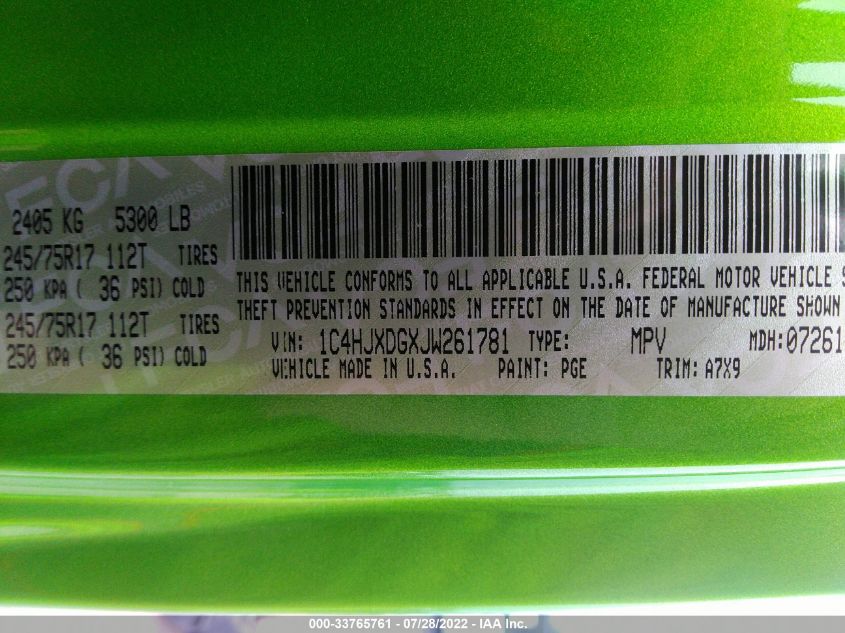 2405 KG 5300 LB
245/75R17 112T TIRES
250 KPA ( 36 PSI) COLD
245/75R17 112T TIRES
250 KPA ( 36 PSI) COLD
THIS VEHICLE CONFORMS TO ALL APPLICABLE U.S.A. FEDERAL MOTOR VEHICLE S
THEFT PREVENTION STANDARDS IN EFFECT ON THE DATE OF MANUFACTURE SHOWN
VIN: 1C4HJXDGXJW261781 TYPE: MPV MDH:07261
VEHICLE MADE IN U.S.A. PAINT: PGE TRIM: A7X9
000-33765761 - 07/28/2022 - IAA Inc.